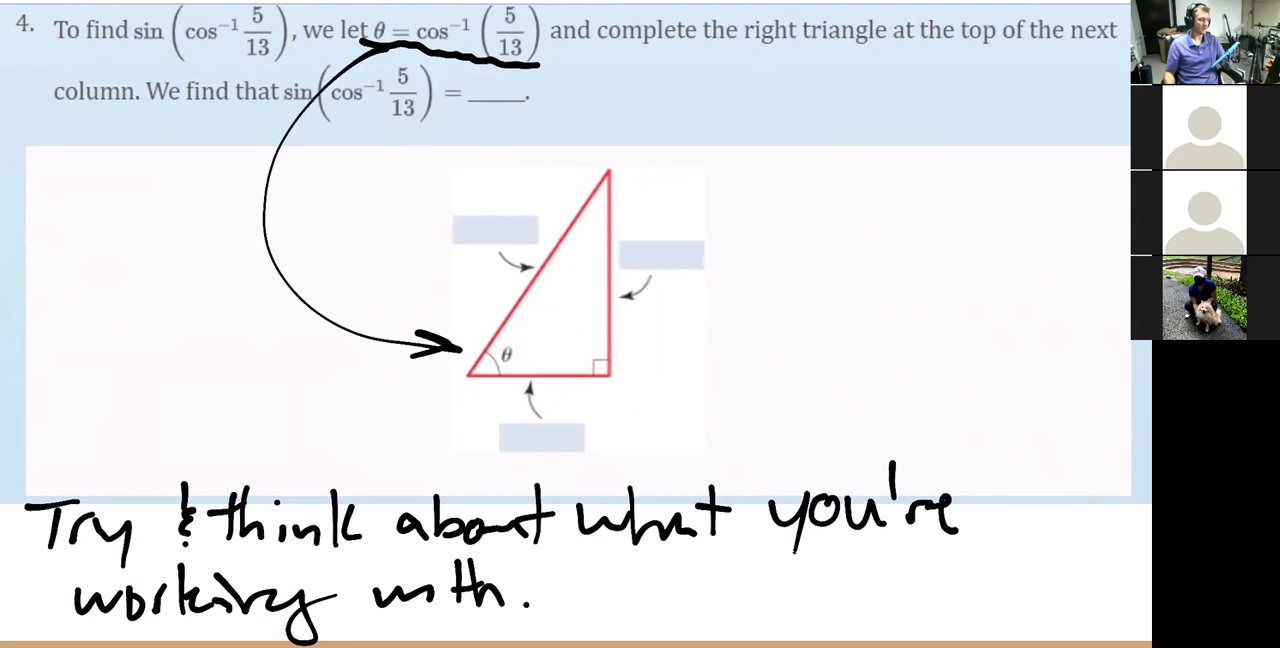 4. To find sin (cos⁻¹ 5/13), we let θ = cos⁻¹ (5/13) and complete the right triangle at the top of the next
column. We find that sin (cos⁻¹ 5/13) = ____.
θ
Try & think about what you're
working with.